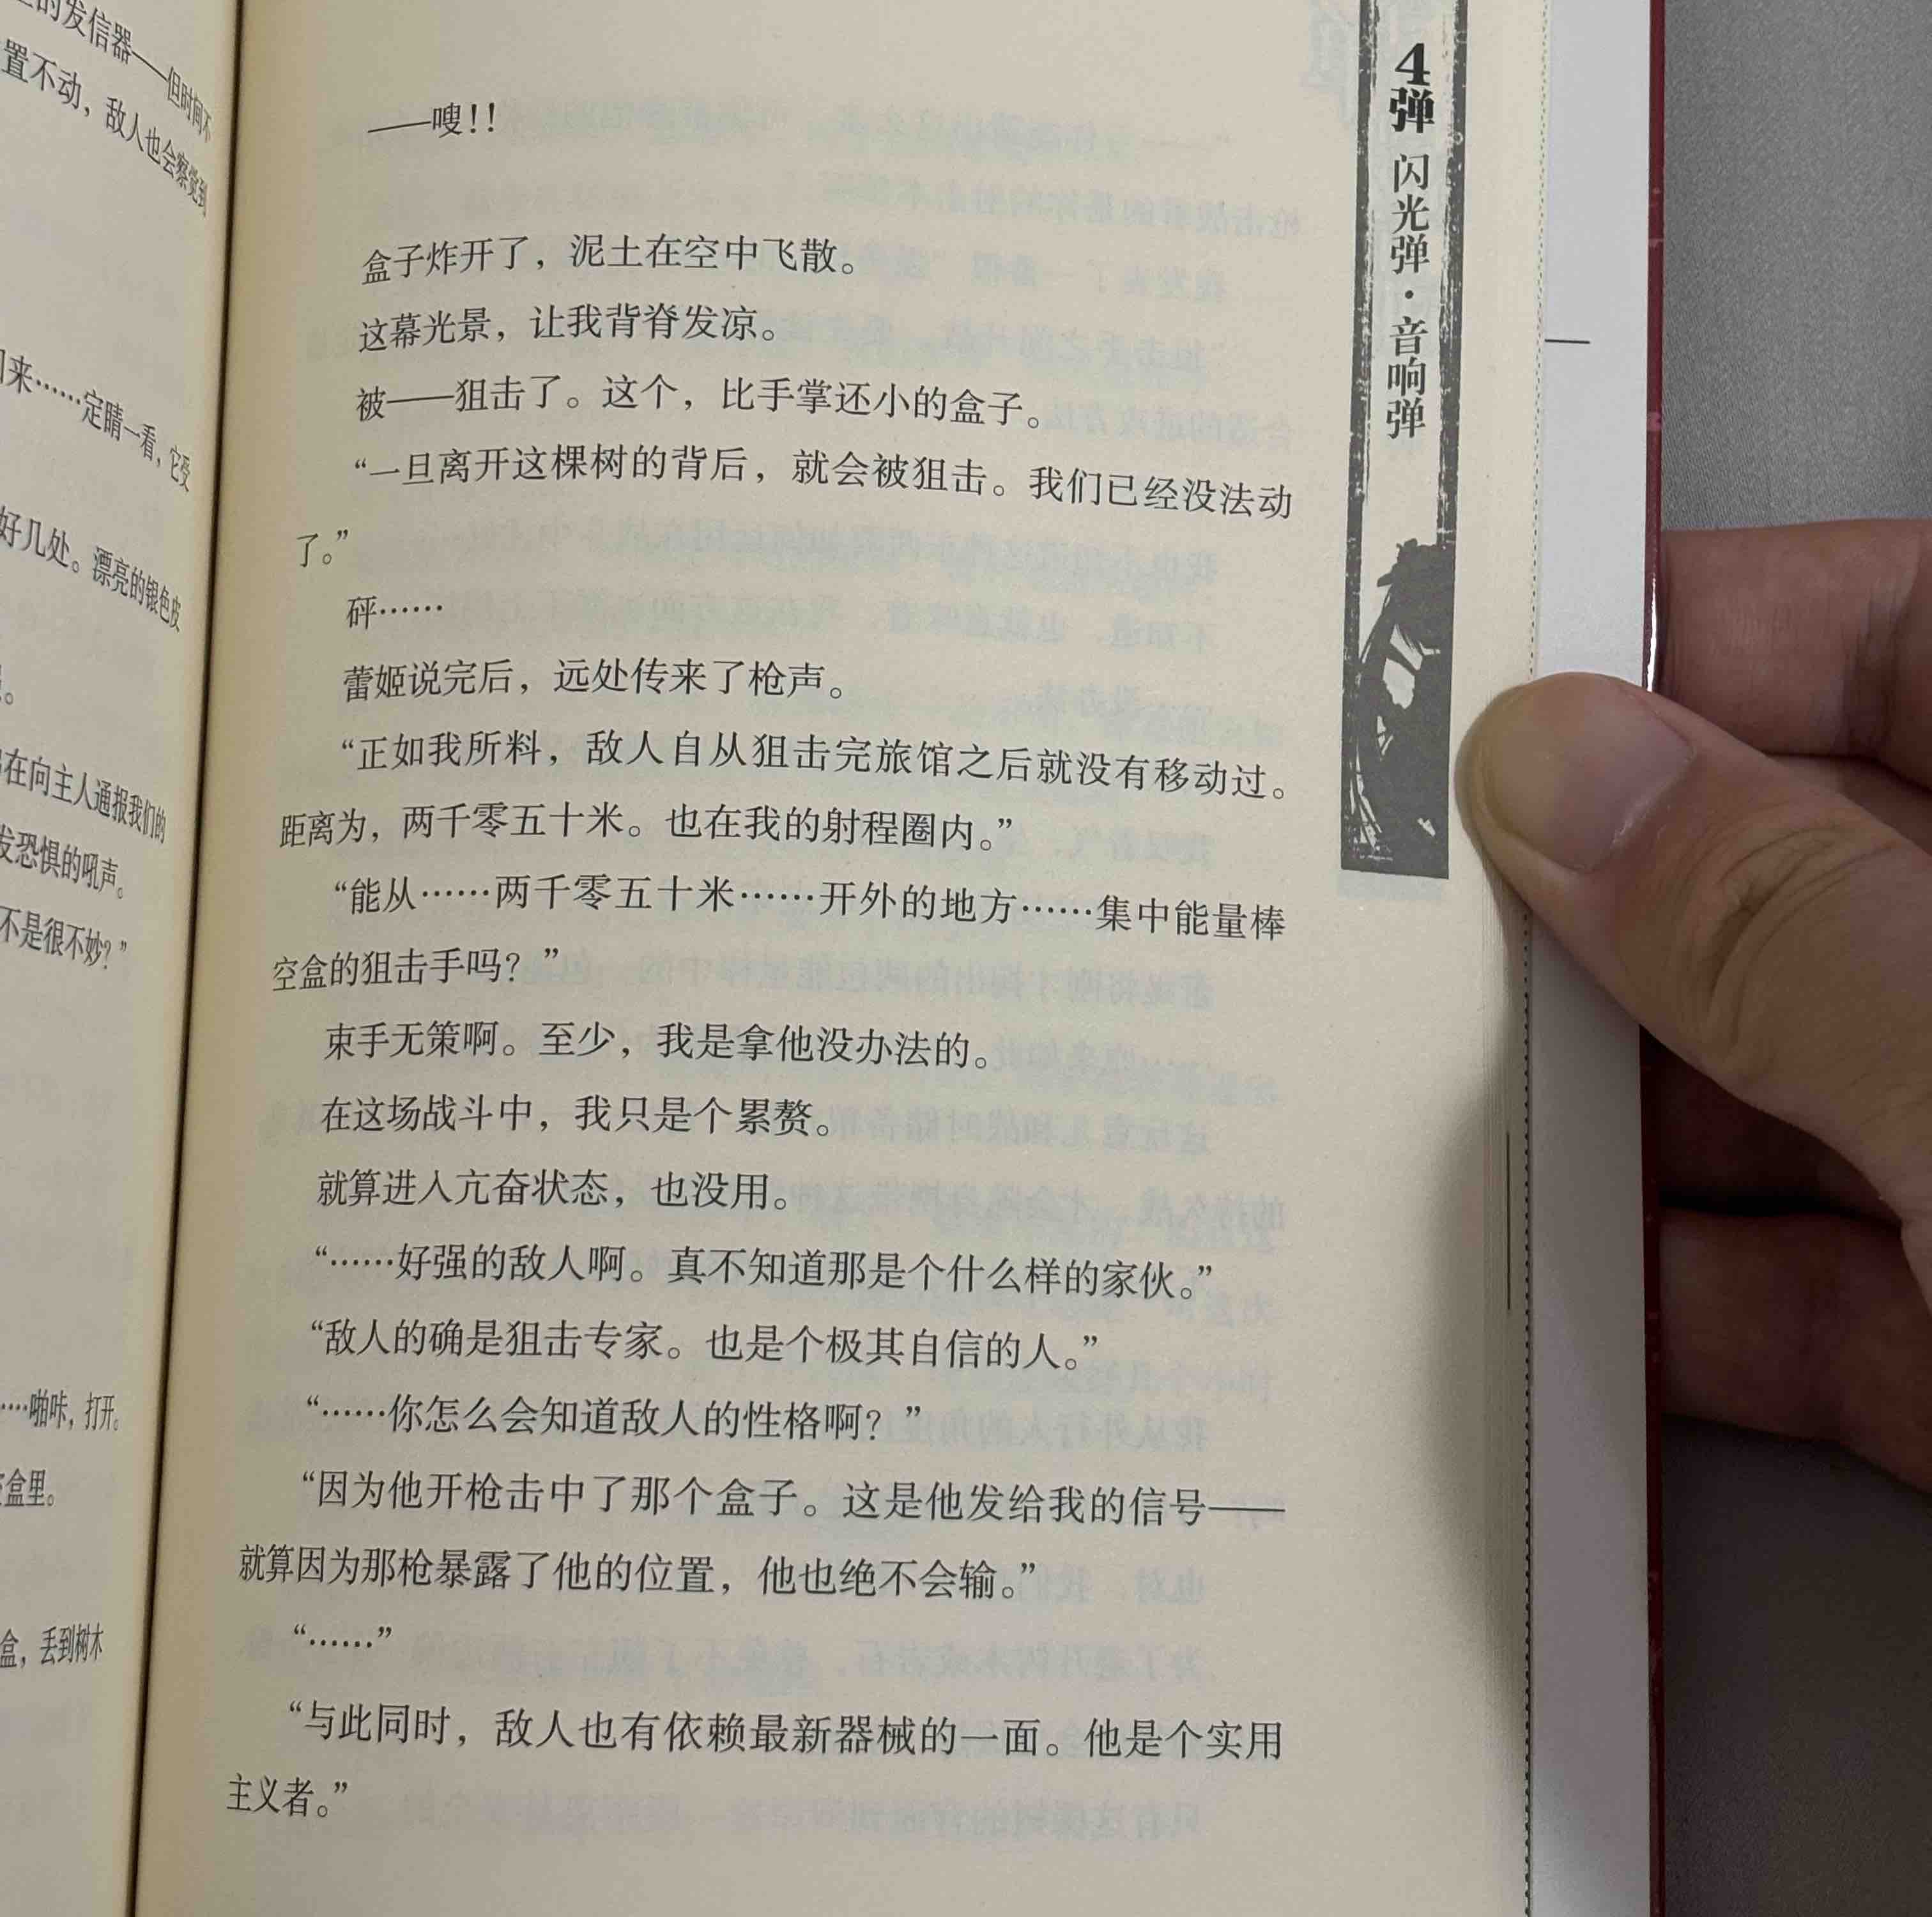 的发信器——但时间不
置不动，敌人也会察觉到
来……定睛一看，它受
好几处。漂亮的银色皮
在向主人通报我们的
发恐惧的吼声。
不是很不妙？”
……啪咔，打开。
盒里。
盒，丢到树木
——嗖！！
盒子炸开了，泥土在空中飞散。
这幕光景，让我背脊发凉。
被——狙击了。这个，比手掌还小的盒子。
“一旦离开这棵树的背后，就会被狙击。我们已经没法动
了。”
砰……
蕾姬说完后，远处传来了枪声。
“正如我所料，敌人自从狙击完旅馆之后就没有移动过。
距离为，两千零五十米。也在我的射程圈内。”
“能从……两千零五十米……开外的地方……集中能量棒
空盒的狙击手吗？”
束手无策啊。至少，我是拿他没办法的。
在这场战斗中，我只是个累赘。
就算进入亢奋状态，也没用。
“……好强的敌人啊。真不知道那是个什么样的家伙。”
“敌人的确是狙击专家。也是个极其自信的人。”
“……你怎么会知道敌人的性格啊？”
“因为他开枪击中了那个盒子。这是他发给我的信号——
就算因为那枪暴露了他的位置，他也绝不会输。”
“……”
“与此同时，敌人也有依赖最新器械的一面。他是个实用
主义者。”
4弹 闪光弹·音响弹